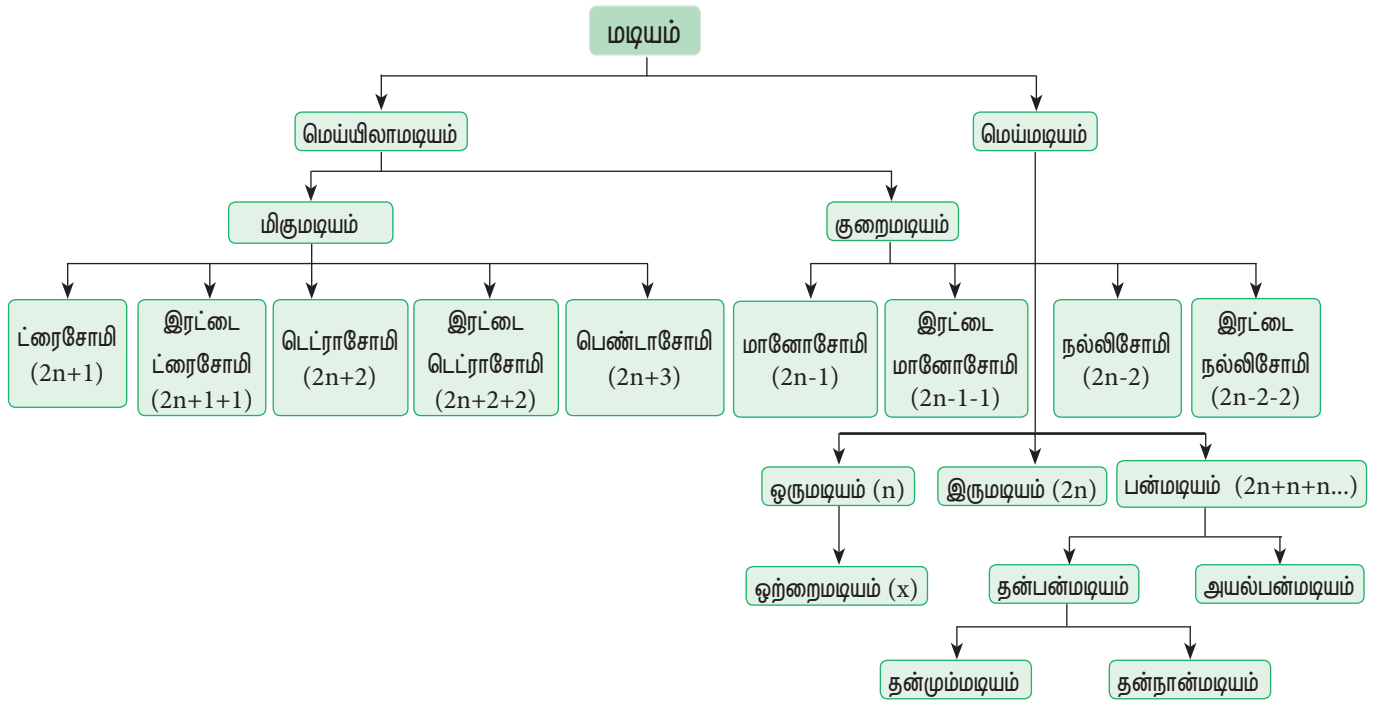 மடியம்
மெய்யிலாமடியம்
மெய்மடியம்
மிகுமடியம்
குறைமடியம்
ட்ரைசோமி
(2n+1)
இரட்டை
ட்ரைசோமி
(2n+1+1)
டெட்ராசோமி
(2n+2)
இரட்டை
டெட்ராசோமி
(2n+2+2)
பெண்டாசோமி
(2n+3)
மானோசோமி
(2n-1)
இரட்டை
மானோசோமி
(2n-1-1)
நல்லிசோமி
(2n-2)
இரட்டை
நல்லிசோமி
(2n-2-2)
ஒருமடியம் (n)
இருமடியம் (2n)
பன்மடியம் (2n+n+n...)
ஒற்றைமடியம் (x)
தன்பன்மடியம்
அயல்பன்மடியம்
தன்மும்மடியம்
தன்நான்மடியம்